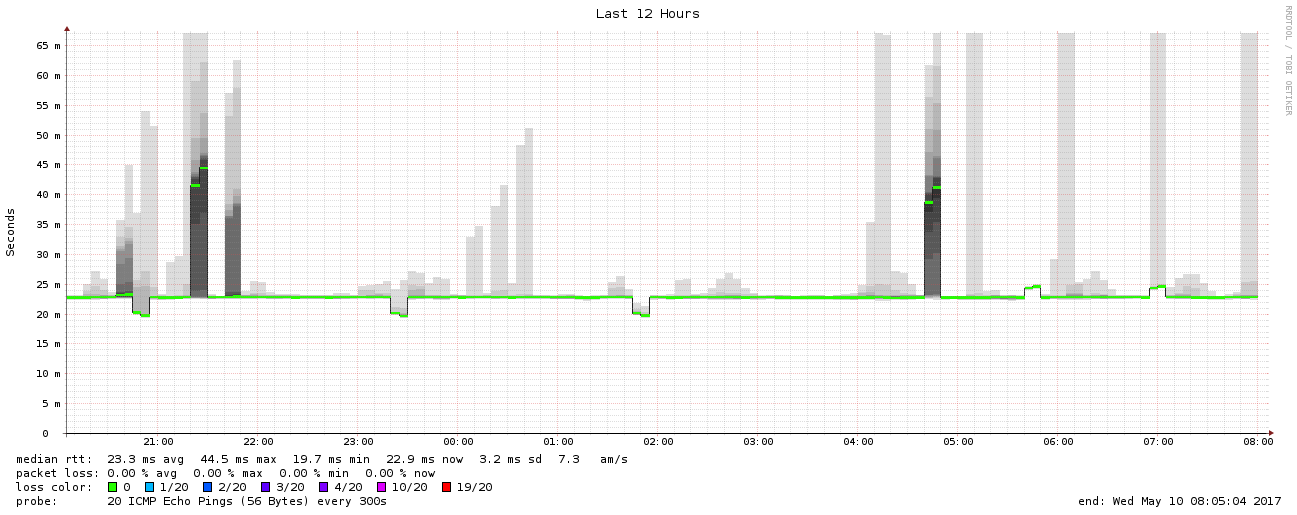 Last 12 Hours
RRDTOOL / TOBI OETIKER
Seconds
65 m
60 m
55 m
50 m
45 m
40 m
35 m
30 m
25 m
20 m
15 m
10 m
5 m
0
21:00 22:00 23:00 00:00 01:00 02:00 03:00 04:00 05:00 06:00 07:00 08:00
median rtt: 23.3 ms avg 44.5 ms max 19.7 ms min 22.9 ms now 3.2 ms sd 7.3 am/s
packet loss: 0.00 % avg 0.00 % max 0.00 % min 0.00 % now
loss color: 0 1/20 2/20 3/20 4/20 10/20 19/20
probe: 20 ICMP Echo Pings (56 Bytes) every 300s end: Wed May 10 08:05:04 2017